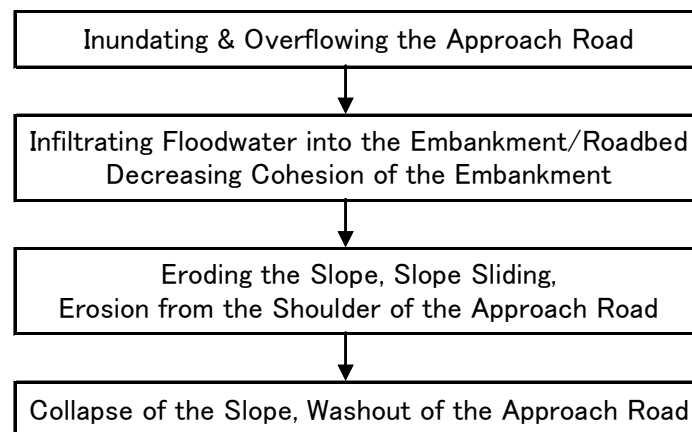 Inundating & Overflowing the Approach Road
Infiltrating Floodwater into the Embankment/Roadbed
Decreasing Cohesion of the Embankment
Eroding the Slope, Slope Sliding,
Erosion from the Shoulder of the Approach Road
Collapse of the Slope, Washout of the Approach Road